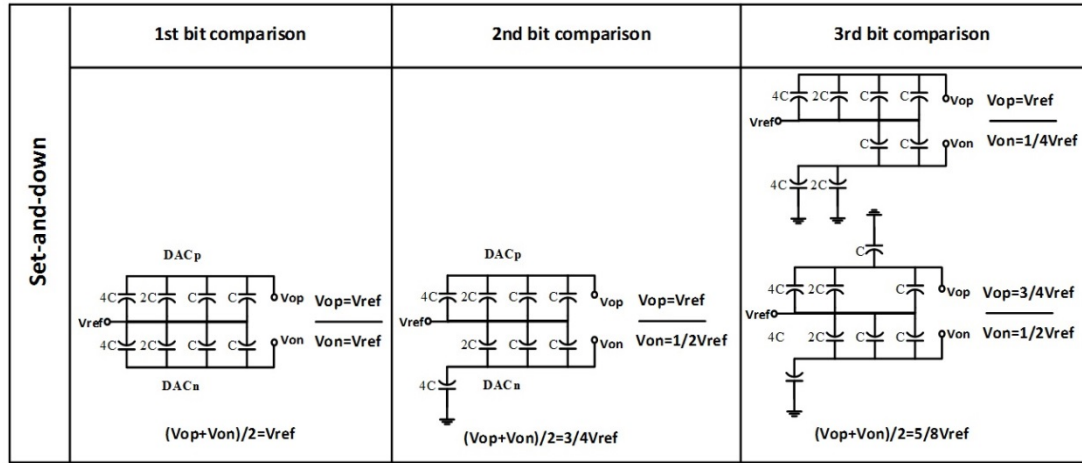 1st bit comparison
2nd bit comparison
3rd bit comparison
Set-and-down
DACp
4C 2C C C
Vop
Vop=Vref
Vref
4C 2C C C
Von
Von=Vref
DACn
(Vop+Von)/2=Vref
DACp
4C 2C C C
Vop
Vop=Vref
Vref
2C C C
Von
Von=1/2Vref
4C
DACn
(Vop+Von)/2=3/4Vref
4C 2C C C
Vop
Vop=Vref
Vref
C C
Von
Von=1/4Vref
4C 2C
C
4C 2C C
Vop
Vop=3/4Vref
Vref
4C 2C C C
Von
Von=1/2Vref
(Vop+Von)/2=5/8Vref